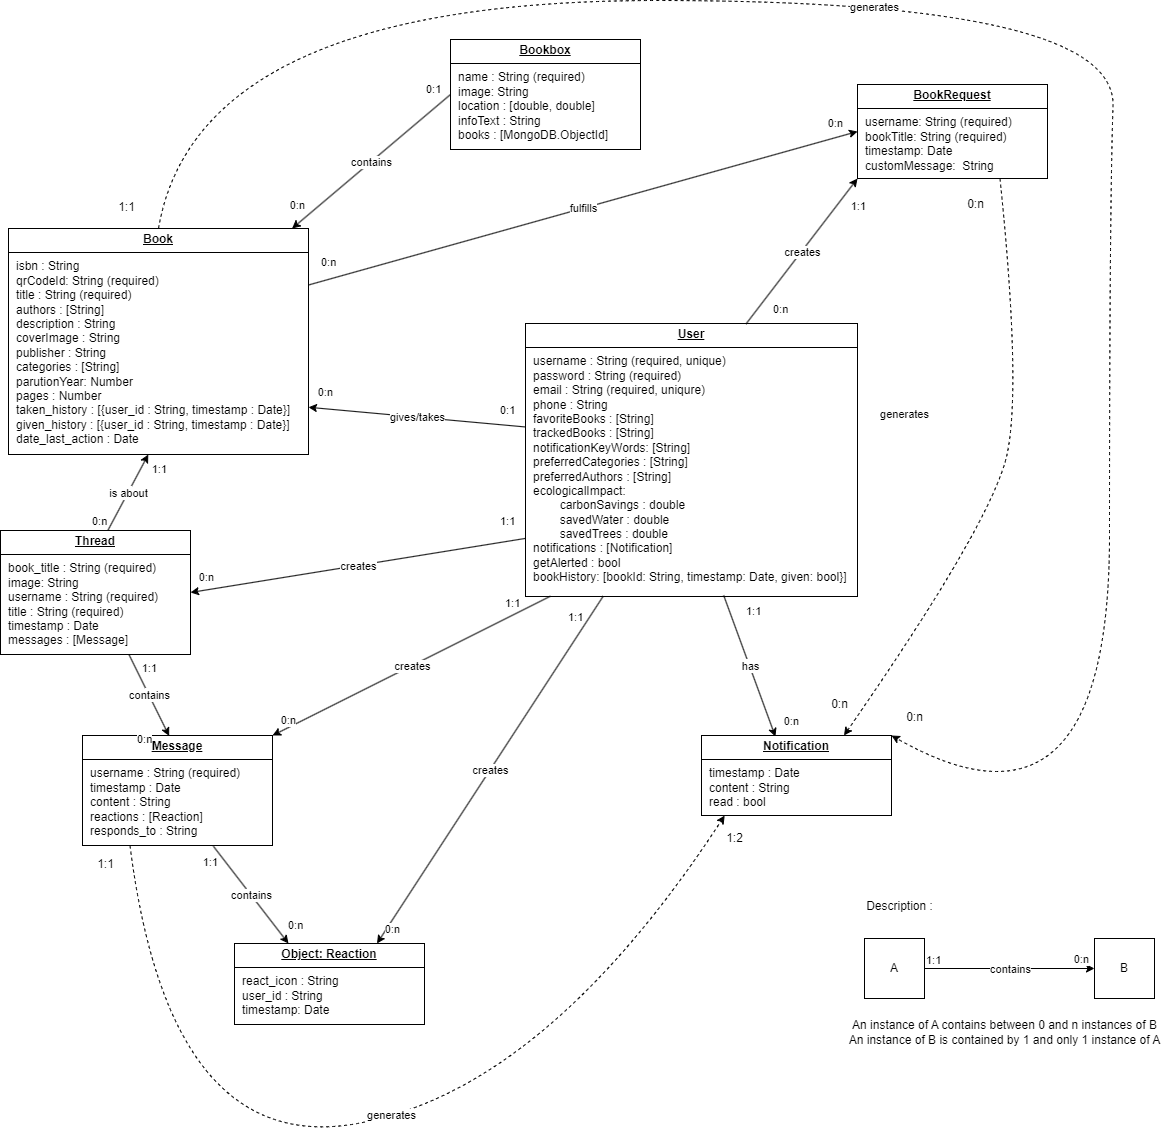 generates
Bookbox
name : String (required)
image: String
location : [double, double]
infoText : String
books : [MongoDB.ObjectId]
0:1
contains
0:n
BookRequest
username: String (required)
bookTitle: String (required)
timestamp: Date
customMessage:  String
0:n
1:1
0:n
1:1
fulfills
0:n
creates
0:n
Book
isbn : String
qrCodeId: String (required)
title : String (required)
authors : [String]
description : String
coverImage : String
publisher : String
categories : [String]
parutionYear: Number
pages : Number
taken_history : [{user_id : String, timestamp : Date}]
given_history : [{user_id : String, timestamp : Date}]
date_last_action : Date
User
username : String (required, unique)
password : String (required)
email : String (required, uniqure)
phone : String
favoriteBooks : [String]
trackedBooks : [String]
notificationKeyWords: [String]
preferredCategories : [String]
preferredAuthors : [String]
ecologicalImpact:
carbonSavings : double
savedWater : double
savedTrees : double
notifications : [Notification]
getAlerted : bool
bookHistory: [bookId: String, timestamp: Date, given: bool}]
0:n
gives/takes
0:1
generates
1:1
is about
0:n
Thread
book_title : String (required)
image: String
username : String (required)
title : String (required)
timestamp : Date
messages : [Message]
1:1
creates
0:n
1:1
contains
0:n
1:1
creates
0:n
1:1
creates
0:n
1:1
has
0:n
0:n
0:n
Message
username : String (required)
timestamp : Date
content : String
reactions : [Reaction]
responds_to : String
Notification
timestamp : Date
content : String
read : bool
1:1
1:1
1:2
contains
0:n
Object: Reaction
react_icon : String
user_id : String
timestamp: Date
generates
Description :
A
1:1
contains
0:n
B
An instance of A contains between 0 and n instances of B
An instance of B is contained by 1 and only 1 instance of A